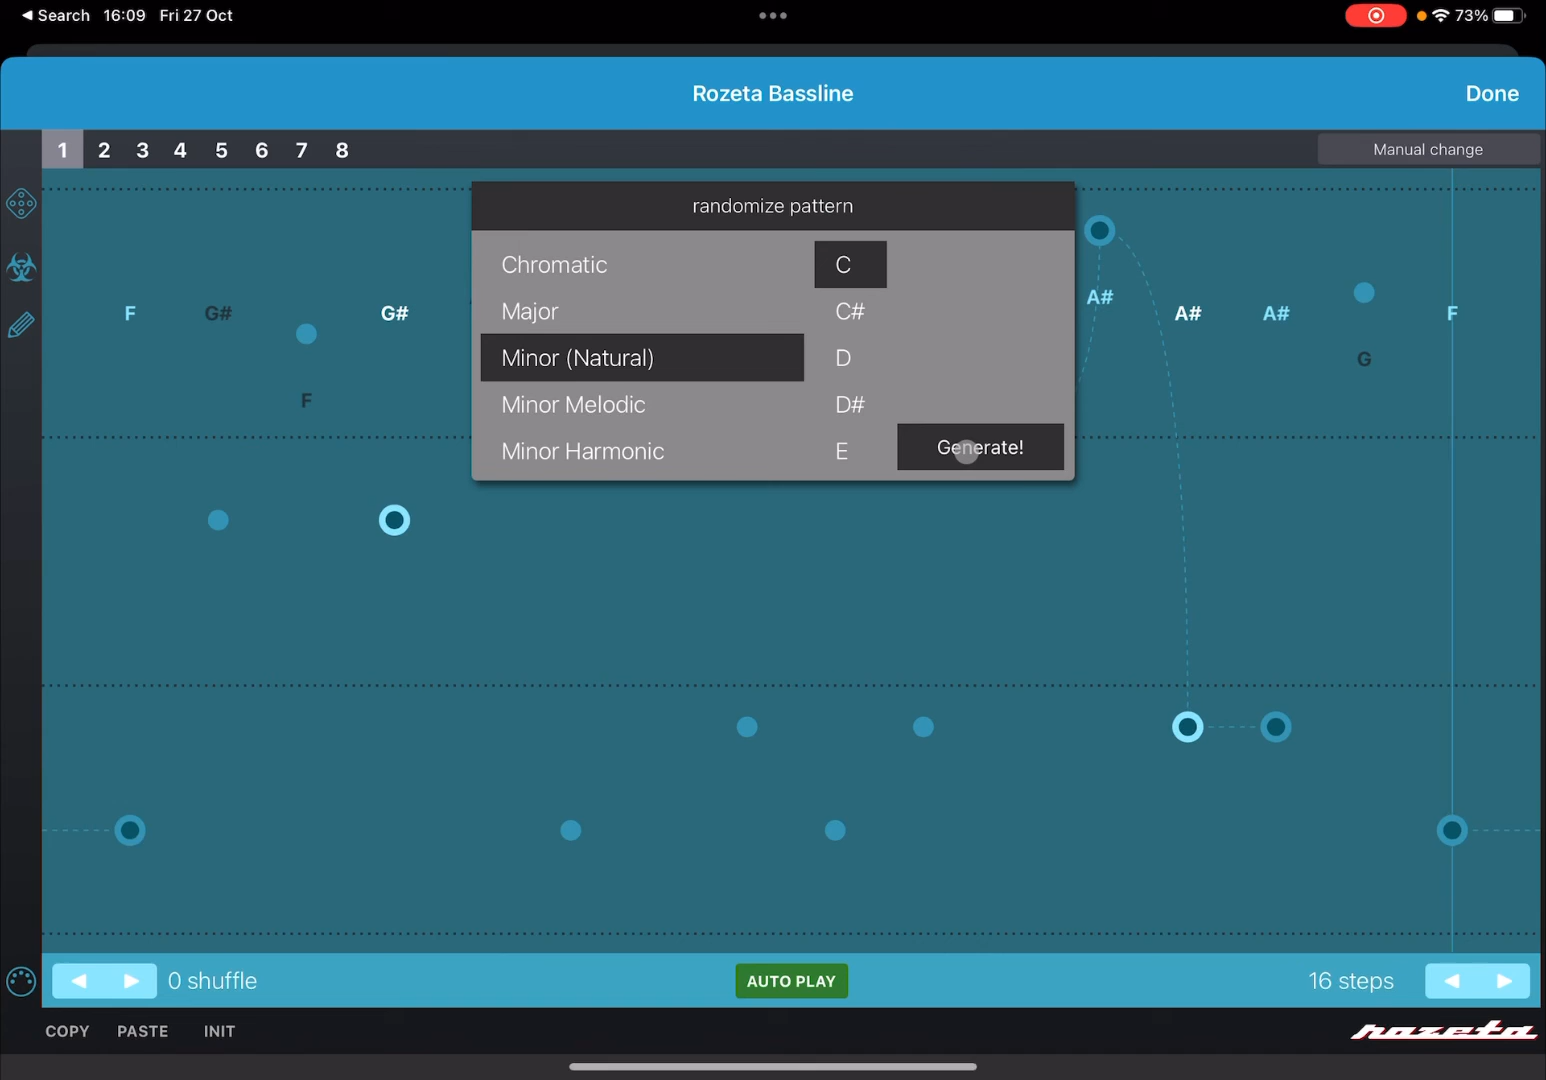 Search 16:09 Fri 27 Oct
73%
Rozeta Bassline
Done
1 2 3 4 5 6 7 8
Manual change
randomize pattern
Chromatic C
Major C#
Minor (Natural) D
Minor Melodic D#
Minor Harmonic E
Generate!
F G# G# A# A# A# F
F G
0 shuffle
AUTO PLAY
16 steps
COPY PASTE INIT
rozeta